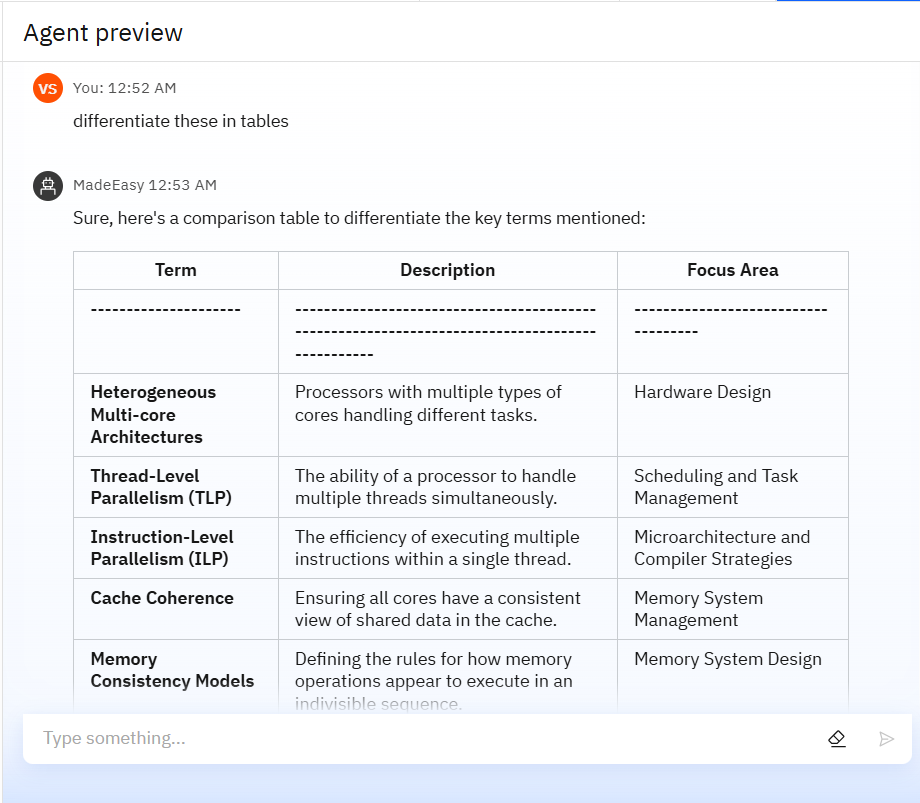 Agent preview
VS
You: 12:52 AM
differentiate these in tables
MadeEasy 12:53 AM
Sure, here's a comparison table to differentiate the key terms mentioned:
Term Description Focus Area
--------------------- ------------------------------------------ ---------------------------
------------------------------------------ ---------
-----------
Heterogeneous Processors with multiple types of Hardware Design
Multi-core cores handling different tasks.
Architectures
Thread-Level The ability of a processor to handle Scheduling and Task
Parallelism (TLP) multiple threads simultaneously. Management
Instruction-Level The efficiency of executing multiple Microarchitecture and
Parallelism (ILP) instructions within a single thread. Compiler Strategies
Cache Coherence Ensuring all cores have a consistent Memory System
view of shared data in the cache. Management
Memory Defining the rules for how memory Memory System Design
Consistency Models operations appear to execute in an
indivisible sequence.
Type something...